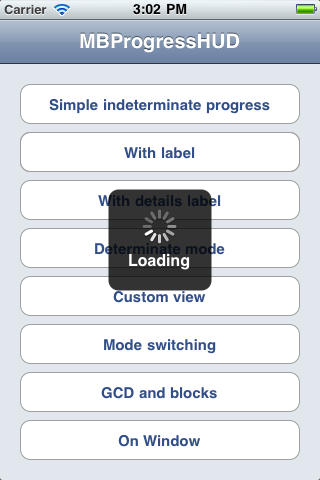 Carrier 3:02 PM
MBProgressHUD
Simple indeterminate progress
With label
With details label
Determinate mode
Loading
Custom view
Mode switching
GCD and blocks
On Window